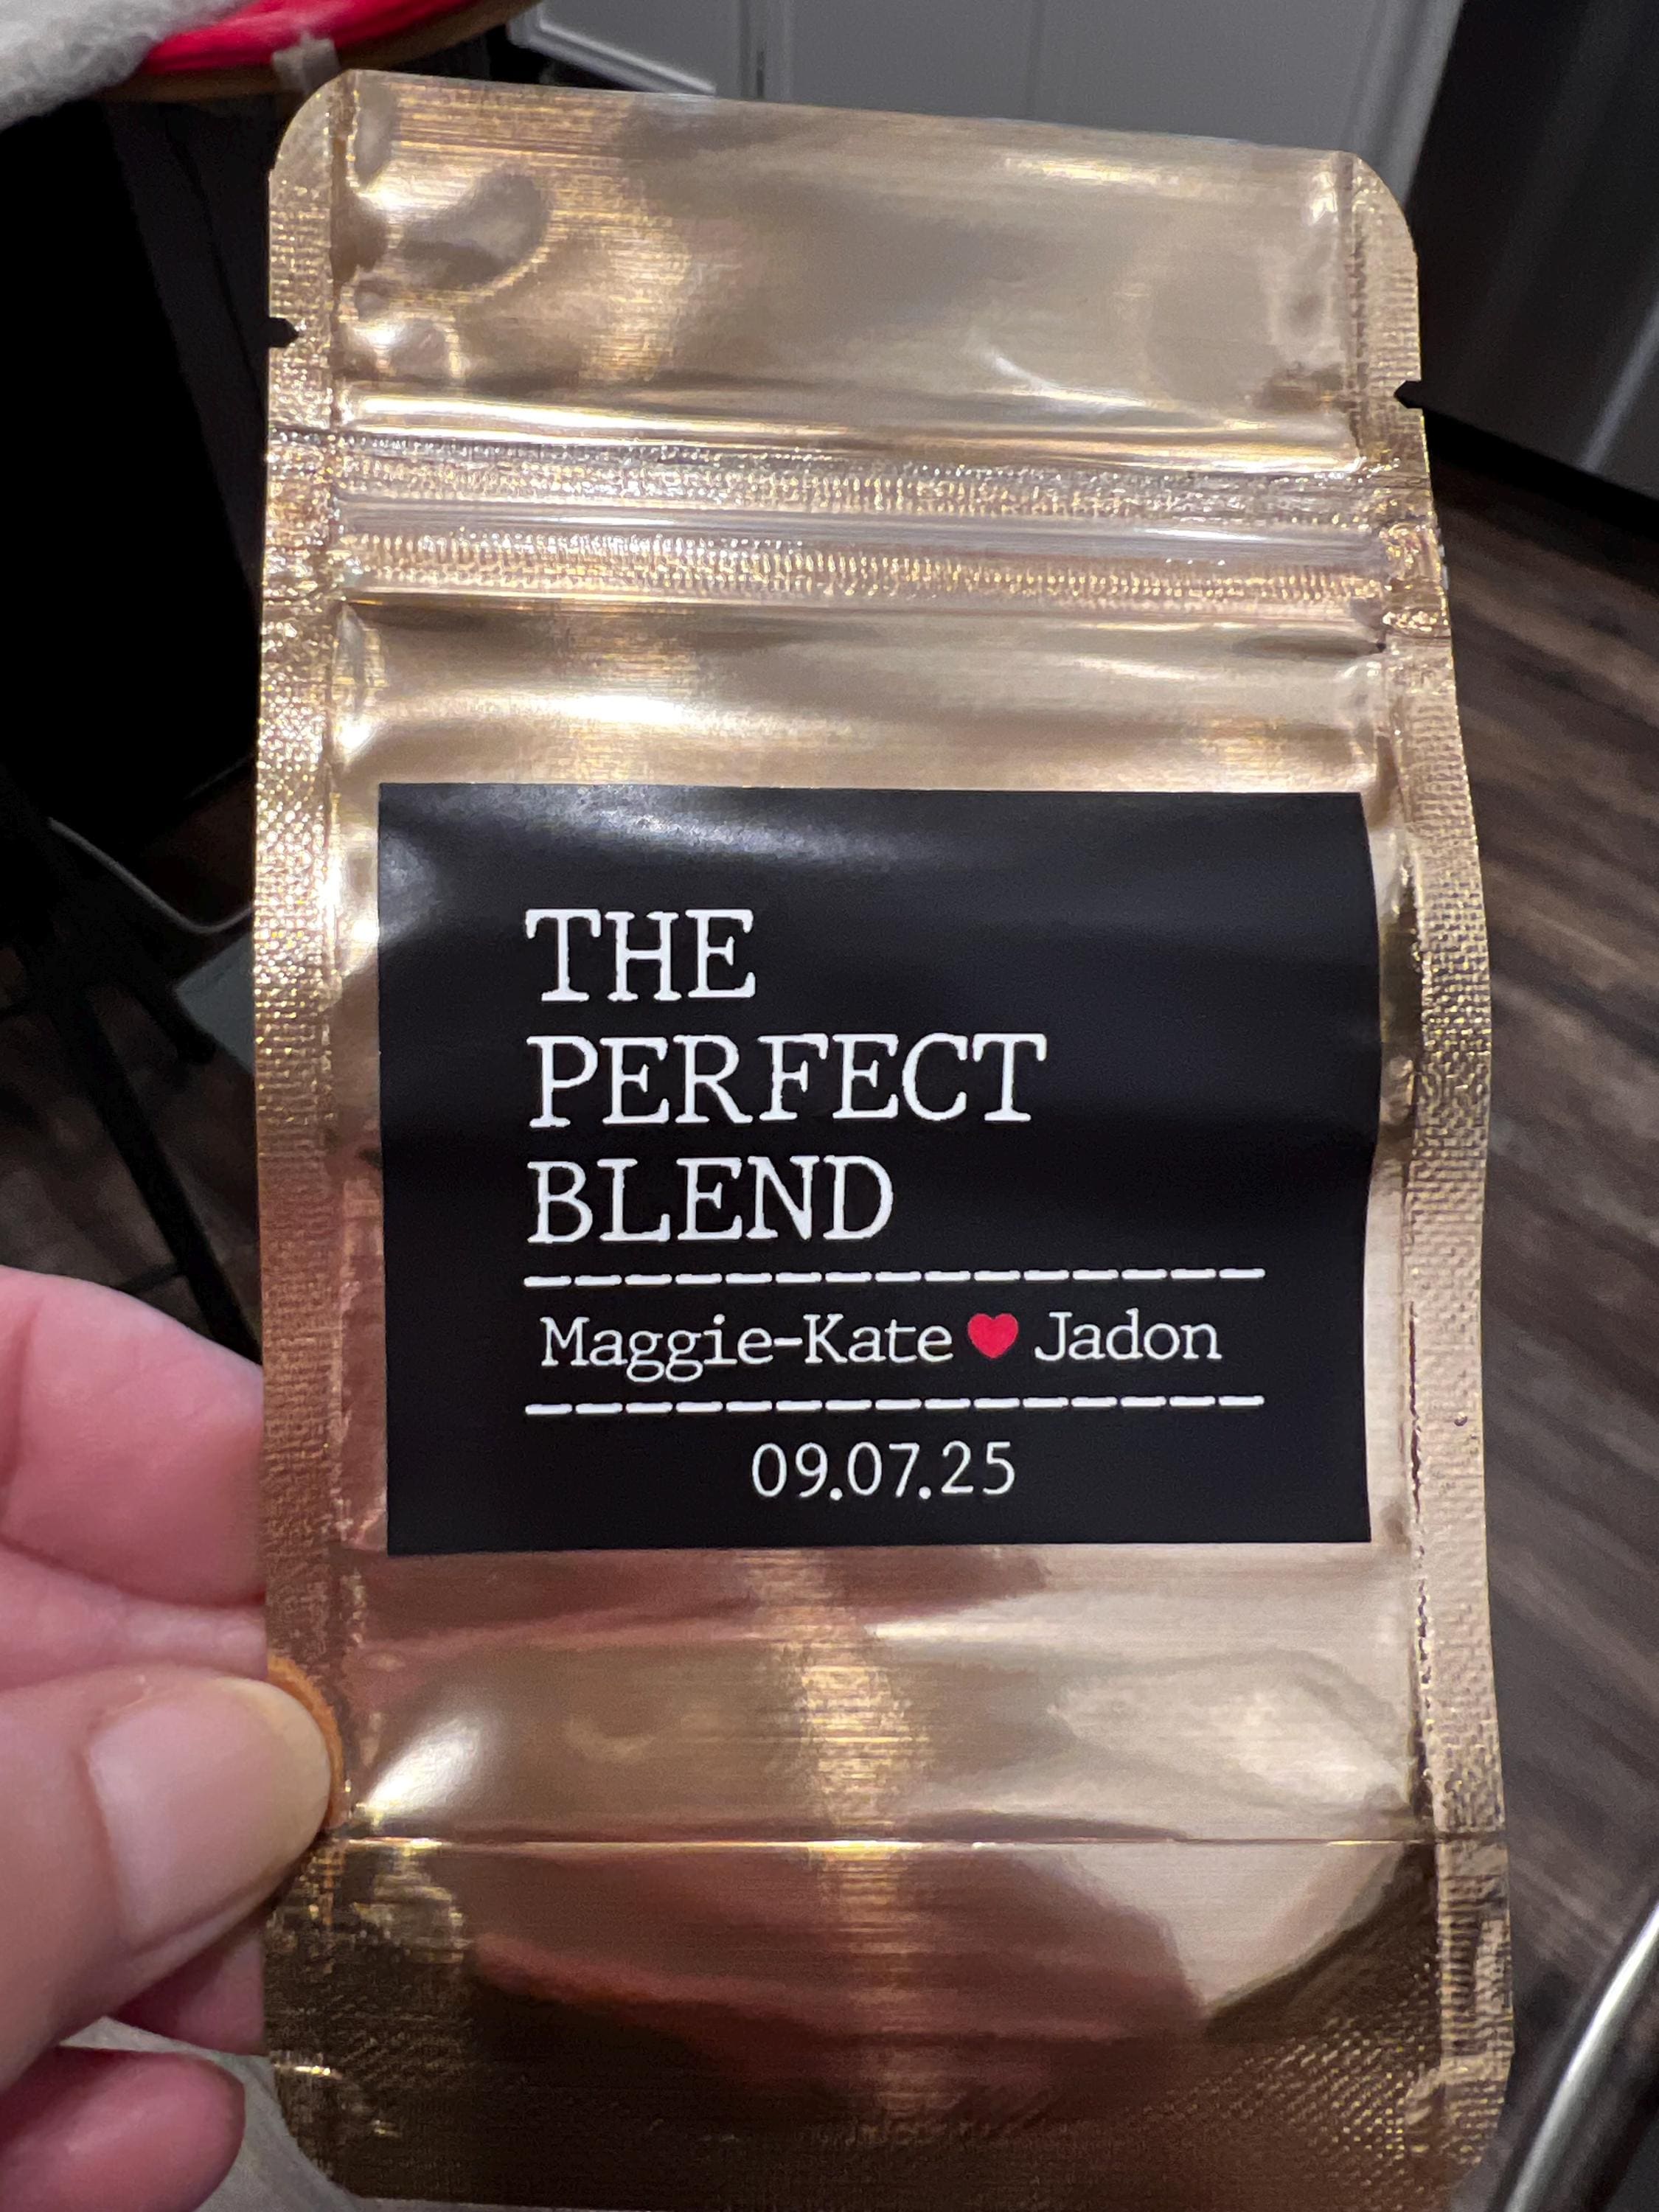 THE
PERFECT
BLEND
Maggie-Kate ❤ Jadon
09.07.25